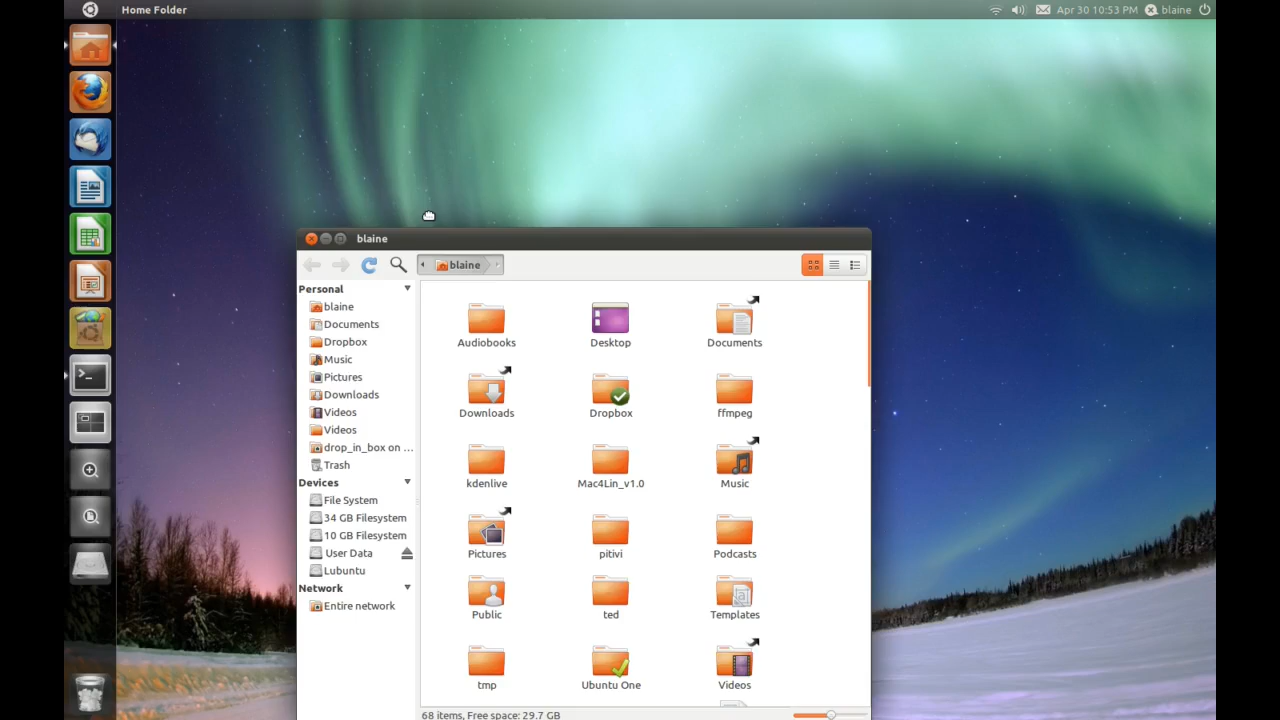 Home Folder
Apr 30 10:53 PM blaine
blaine
blaine
Personal
blaine
Documents
Dropbox
Music
Pictures
Downloads
Videos
Videos
drop_in_box on ...
Trash
Devices
File System
34 GB Filesystem
10 GB Filesystem
User Data
Lubuntu
Network
Entire network
Audiobooks Desktop Documents
Downloads Dropbox ffmpeg
kdenlive Mac4Lin_v1.0 Music
Pictures pitivi Podcasts
Public ted Templates
tmp Ubuntu One Videos
68 items, Free space: 29.7 GB